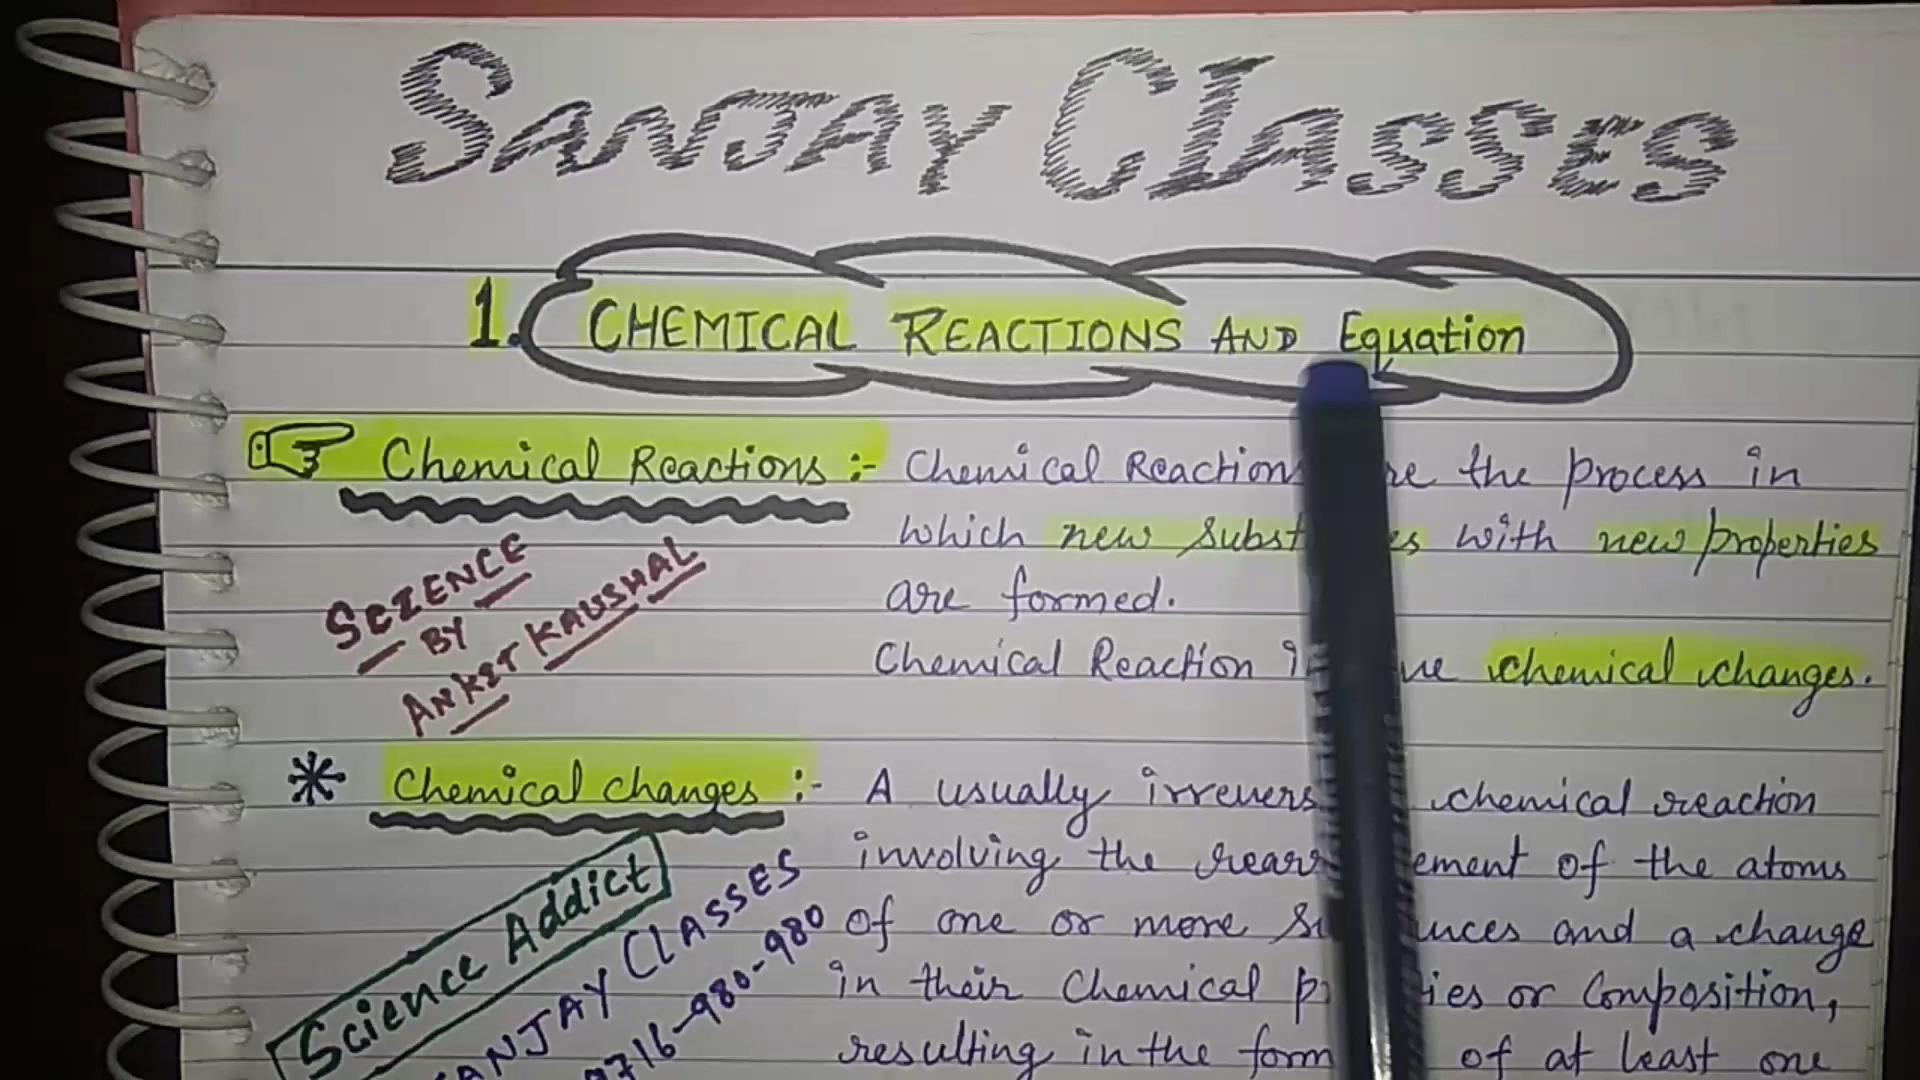 SANJAY ClAsSES
1. CHEMICAL REACTIONS AND Equation
Chemical Reactions :- Chemical Reactions the process in
which new with new properties
are formed.
Chemical Reaction chemical changes.
SCIENCE
BY
ANKIT KAUSHAL
* Chemical changes :- A usually chemical reaction
involving the of the atoms
of one or more and a change
in their Chemical or Composition,
resulting in the of at least one
Science Addict
SANJAY ClASSES
9716-980-980